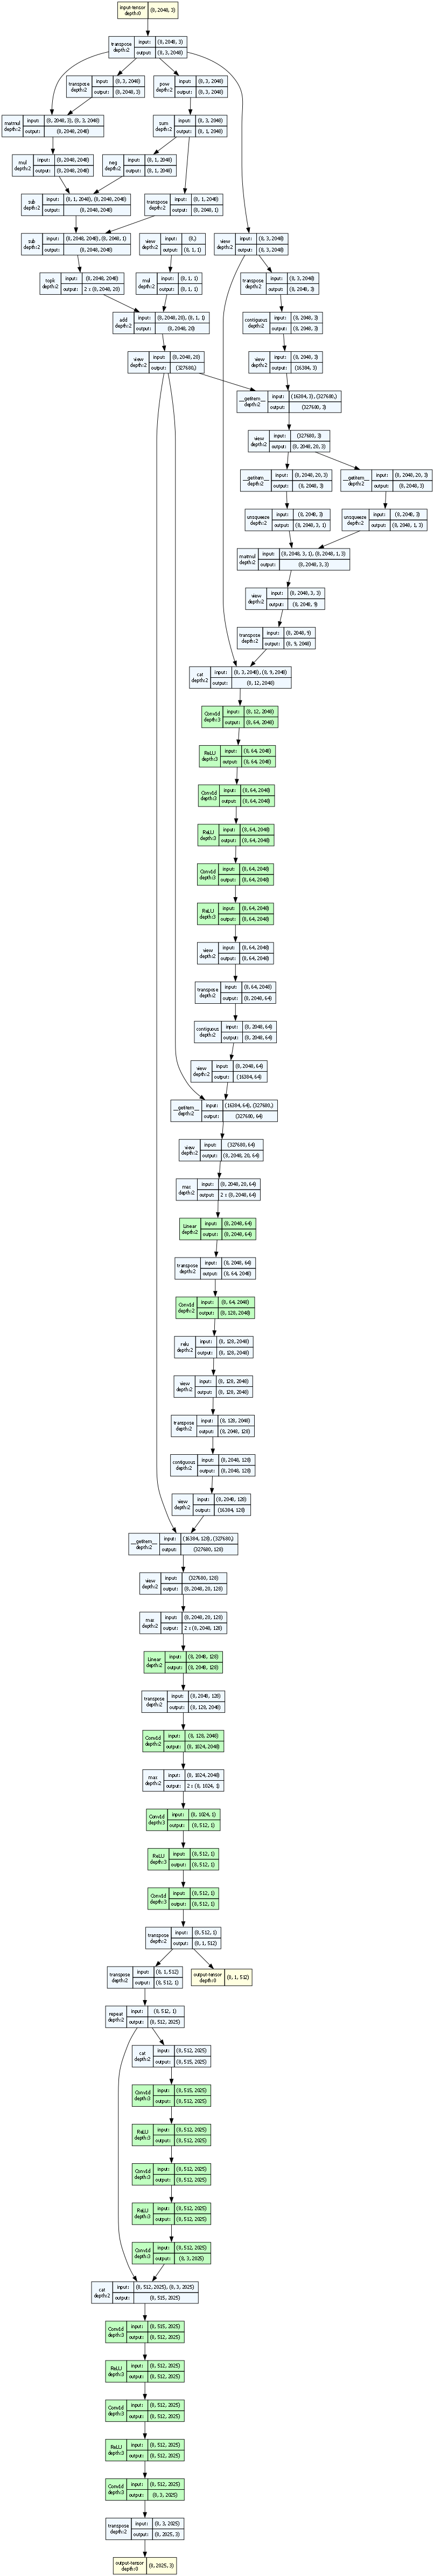 input-tensor (8, 2048, 3)
depth:0
transpose input: (8, 2048, 3)
depth:2 output: (8, 3, 2048)
transpose input: (8, 3, 2048)
depth:2 output: (8, 2048, 3)
pow input: (8, 3, 2048)
depth:2 output: (8, 3, 2048)
matmul input: (8, 2048, 3), (8, 3, 2048)
depth:2 output: (8, 2048, 2048)
sum input: (8, 3, 2048)
depth:2 output: (8, 1, 2048)
mul input: (8, 2048, 2048)
depth:2 output: (8, 2048, 2048)
neg input: (8, 1, 2048)
depth:2 output: (8, 1, 2048)
sub input: (8, 1, 2048), (8, 2048, 2048)
depth:2 output: (8, 2048, 2048)
transpose input: (8, 1, 2048)
depth:2 output: (8, 2048, 1)
sub input: (8, 2048, 2048), (8, 2048, 1)
depth:2 output: (8, 2048, 2048)
view input: (8,)
depth:2 output: (8, 1, 1)
view input: (8, 3, 2048)
depth:2 output: (8, 3, 2048)
topk input: (8, 2048, 2048)
depth:2 output: 2 x (8, 2048, 20)
mul input: (8, 1, 1)
depth:2 output: (8, 1, 1)
transpose input: (8, 3, 2048)
depth:2 output: (8, 2048, 3)
add input: (8, 2048, 20), (8, 1, 1)
depth:2 output: (8, 2048, 20)
contiguous input: (8, 2048, 3)
depth:2 output: (8, 2048, 3)
view input: (8, 2048, 20)
depth:2 output: (327680,)
view input: (8, 2048, 3)
depth:2 output: (16384, 3)
__getitem__ input: (16384, 3), (327680,)
depth:2 output: (327680, 3)
view input: (327680, 3)
depth:2 output: (8, 2048, 20, 3)
__getitem__ input: (8, 2048, 20, 3)
depth:2 output: (8, 2048, 3)
__getitem__ input: (8, 2048, 20, 3)
depth:2 output: (8, 2048, 3)
unsqueeze input: (8, 2048, 3)
depth:2 output: (8, 2048, 3, 1)
unsqueeze input: (8, 2048, 3)
depth:2 output: (8, 2048, 1, 3)
matmul input: (8, 2048, 3, 1), (8, 2048, 1, 3)
depth:2 output: (8, 2048, 3, 3)
view input: (8, 2048, 3, 3)
depth:2 output: (8, 2048, 9)
transpose input: (8, 2048, 9)
depth:2 output: (8, 9, 2048)
cat input: (8, 3, 2048), (8, 9, 2048)
depth:2 output: (8, 12, 2048)
Conv1d input: (8, 12, 2048)
depth:3 output: (8, 64, 2048)
ReLU input: (8, 64, 2048)
depth:3 output: (8, 64, 2048)
Conv1d input: (8, 64, 2048)
depth:3 output: (8, 64, 2048)
ReLU input: (8, 64, 2048)
depth:3 output: (8, 64, 2048)
Conv1d input: (8, 64, 2048)
depth:3 output: (8, 64, 2048)
ReLU input: (8, 64, 2048)
depth:3 output: (8, 64, 2048)
view input: (8, 64, 2048)
depth:2 output: (8, 64, 2048)
transpose input: (8, 64, 2048)
depth:2 output: (8, 2048, 64)
contiguous input: (8, 2048, 64)
depth:2 output: (8, 2048, 64)
view input: (8, 2048, 64)
depth:2 output: (16384, 64)
__getitem__ input: (16384, 64), (327680,)
depth:2 output: (327680, 64)
view input: (327680, 64)
depth:2 output: (8, 2048, 20, 64)
max input: (8, 2048, 20, 64)
depth:2 output: 2 x (8, 2048, 64)
Linear input: (8, 2048, 64)
depth:2 output: (8, 2048, 64)
transpose input: (8, 2048, 64)
depth:2 output: (8, 64, 2048)
Conv1d input: (8, 64, 2048)
depth:2 output: (8, 128, 2048)
relu input: (8, 128, 2048)
depth:2 output: (8, 128, 2048)
view input: (8, 128, 2048)
depth:2 output: (8, 128, 2048)
transpose input: (8, 128, 2048)
depth:2 output: (8, 2048, 128)
contiguous input: (8, 2048, 128)
depth:2 output: (8, 2048, 128)
view input: (8, 2048, 128)
depth:2 output: (16384, 128)
__getitem__ input: (16384, 128), (327680,)
depth:2 output: (327680, 128)
view input: (327680, 128)
depth:2 output: (8, 2048, 20, 128)
max input: (8, 2048, 20, 128)
depth:2 output: 2 x (8, 2048, 128)
Linear input: (8, 2048, 128)
depth:2 output: (8, 2048, 128)
transpose input: (8, 2048, 128)
depth:2 output: (8, 128, 2048)
Conv1d input: (8, 128, 2048)
depth:2 output: (8, 1024, 2048)
max input: (8, 1024, 2048)
depth:2 output: 2 x (8, 1024, 1)
Conv1d input: (8, 1024, 1)
depth:3 output: (8, 512, 1)
ReLU input: (8, 512, 1)
depth:3 output: (8, 512, 1)
Conv1d input: (8, 512, 1)
depth:3 output: (8, 512, 1)
transpose input: (8, 512, 1)
depth:2 output: (8, 1, 512)
transpose input: (8, 1, 512)
depth:2 output: (8, 512, 1)
output-tensor (8, 1, 512)
depth:0
repeat input: (8, 512, 1)
depth:2 output: (8, 512, 2025)
cat input: (8, 512, 2025)
depth:2 output: (8, 515, 2025)
Conv1d input: (8, 515, 2025)
depth:3 output: (8, 512, 2025)
ReLU input: (8, 512, 2025)
depth:3 output: (8, 512, 2025)
Conv1d input: (8, 512, 2025)
depth:3 output: (8, 512, 2025)
ReLU input: (8, 512, 2025)
depth:3 output: (8, 512, 2025)
Conv1d input: (8, 512, 2025)
depth:3 output: (8, 3, 2025)
cat input: (8, 512, 2025), (8, 3, 2025)
depth:2 output: (8, 515, 2025)
Conv1d input: (8, 515, 2025)
depth:3 output: (8, 512, 2025)
ReLU input: (8, 512, 2025)
depth:3 output: (8, 512, 2025)
Conv1d input: (8, 512, 2025)
depth:3 output: (8, 512, 2025)
ReLU input: (8, 512, 2025)
depth:3 output: (8, 512, 2025)
Conv1d input: (8, 512, 2025)
depth:3 output: (8, 3, 2025)
transpose input: (8, 3, 2025)
depth:2 output: (8, 2025, 3)
output-tensor (8, 2025, 3)
depth:0